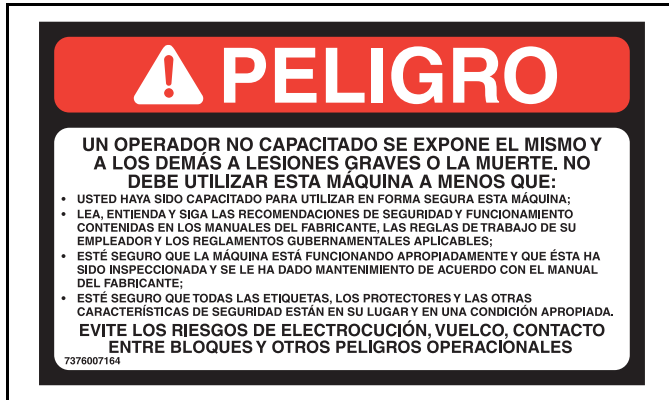 PELIGRO
UN OPERADOR NO CAPACITADO SE EXPONE EL MISMO Y
A LOS DEMÁS A LESIONES GRAVES O LA MUERTE. NO
DEBE UTILIZAR ESTA MÁQUINA A MENOS QUE:
• USTED HAYA SIDO CAPACITADO PARA UTILIZAR EN FORMA SEGURA ESTA MÁQUINA;
• LEA, ENTIENDA Y SIGA LAS RECOMENDACIONES DE SEGURIDAD Y FUNCIONAMIENTO
CONTENIDAS EN LOS MANUALES DEL FABRICANTE, LAS REGLAS DE TRABAJO DE SU
EMPLEADOR Y LOS REGLAMENTOS GUBERNAMENTALES APLICABLES;
• ESTÉ SEGURO QUE LA MÁQUINA ESTÁ FUNCIONANDO APROPIADAMENTE Y QUE ÉSTA HA
SIDO INSPECCIONADA Y SE LE HA DADO MANTENIMIENTO DE ACUERDO CON EL MANUAL
DEL FABRICANTE;
• ESTÉ SEGURO QUE TODAS LAS ETIQUETAS, LOS PROTECTORES Y LAS OTRAS
CARACTERÍSTICAS DE SEGURIDAD ESTÁN EN SU LUGAR Y EN UNA CONDICIÓN APROPIADA.
EVITE LOS RIESGOS DE ELECTROCUCIÓN, VUELCO, CONTACTO
ENTRE BLOQUES Y OTROS PELIGROS OPERACIONALES
7376007164